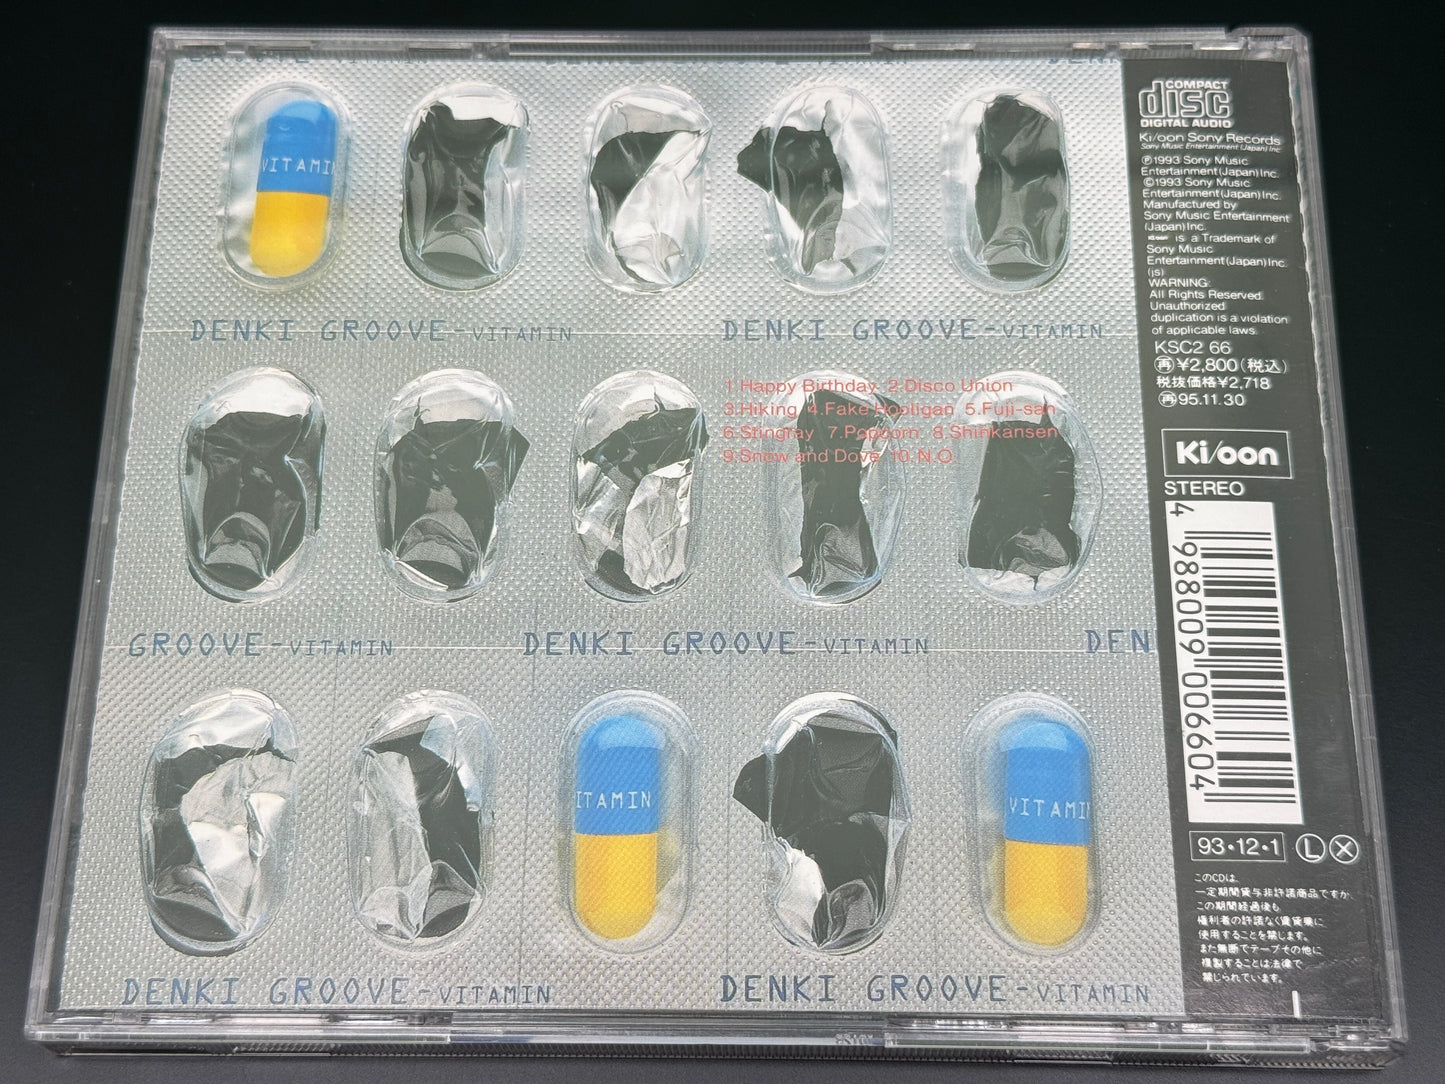 GROOVE VITAMIN
DENKI
VITAMIN
DENKI GROOVE-VITAMIN
DENKI GROOVE-VITAMIN
1 Happy Birthday 2.Disco Union
3.Hiking 4.Fake Hooligan 5.Fuji-san
6.Stingray 7.Popcorn 8.Shinkansen
9.Snow and Dove 10.N.O.
GROOVE-VITAMIN
DENKI GROOVE-VITAMIN
DEN
ITAMIN
VITAMIN
DENKI GROOVE-VITAMIN
DENKI GROOVE-VITAMIN
COMPACT
disc
DIGITAL AUDIO
Ki/oon Sony Records
Sony Music Entertainment (Japan) Inc.
℗1993 Sony Music
Entertainment (Japan) Inc.
©1993 Sony Music
Entertainment (Japan) Inc.
Manufactured by
Sony Music Entertainment
(Japan) Inc.
Ki/oon is a Trademark of
Sony Music
Entertainment (Japan) Inc.
(js)
WARNING:
All Rights Reserved.
Unauthorized
duplication is a violation
of applicable laws.
KSC2 66
再¥2,800(税込)
税抜価格¥2,718
再95.11.30
Ki/oon
STEREO
4 988009 006604
93•12•1 L X
このCDは、
一定期間貸与非許諾商品ですが、
この期間経過後も
権利者の許諾なく賃貸業に
使用することを禁じます。
また無断でテープその他に
複製することは法律で
禁じられています。